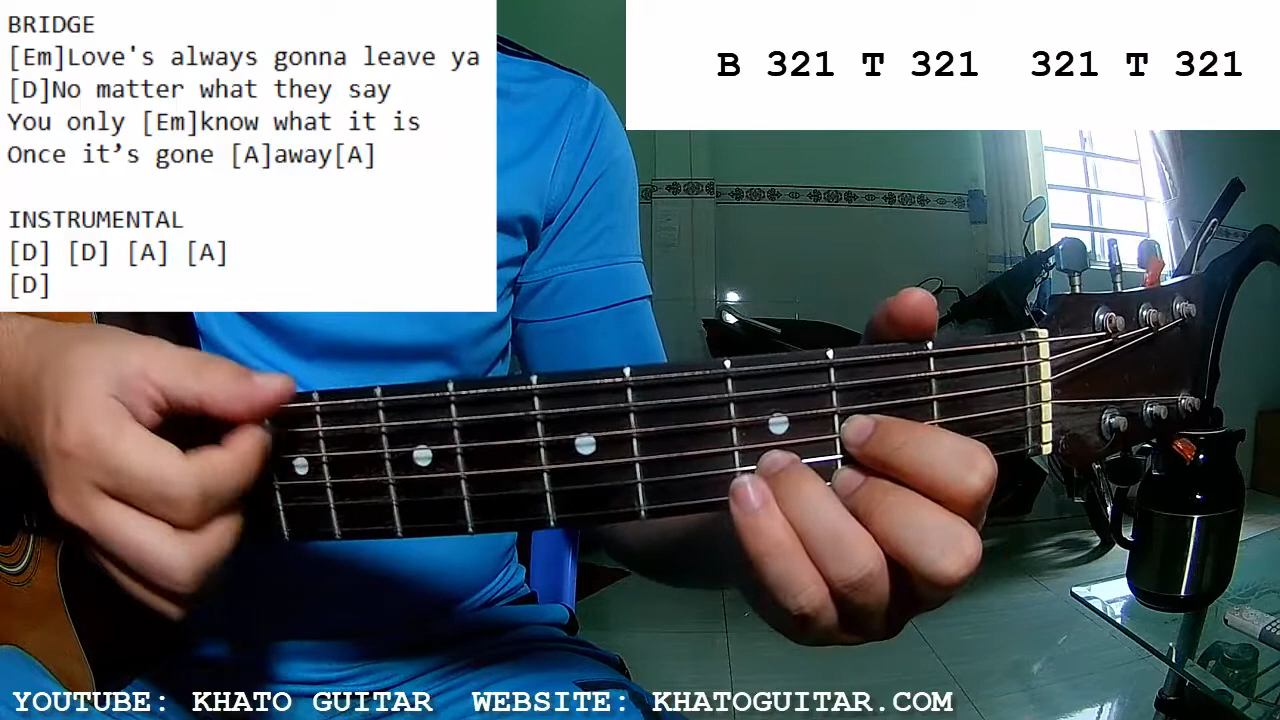 BRIDGE
[Em]Love's always gonna leave ya
[D]No matter what they say
You only [Em]know what it is
Once it’s gone [A]away[A]
INSTRUMENTAL
[D] [D] [A] [A]
[D]
B 321 T 321 321 T 321
YOUTUBE: KHATO GUITAR WEBSITE: KHATOGUITAR.COM